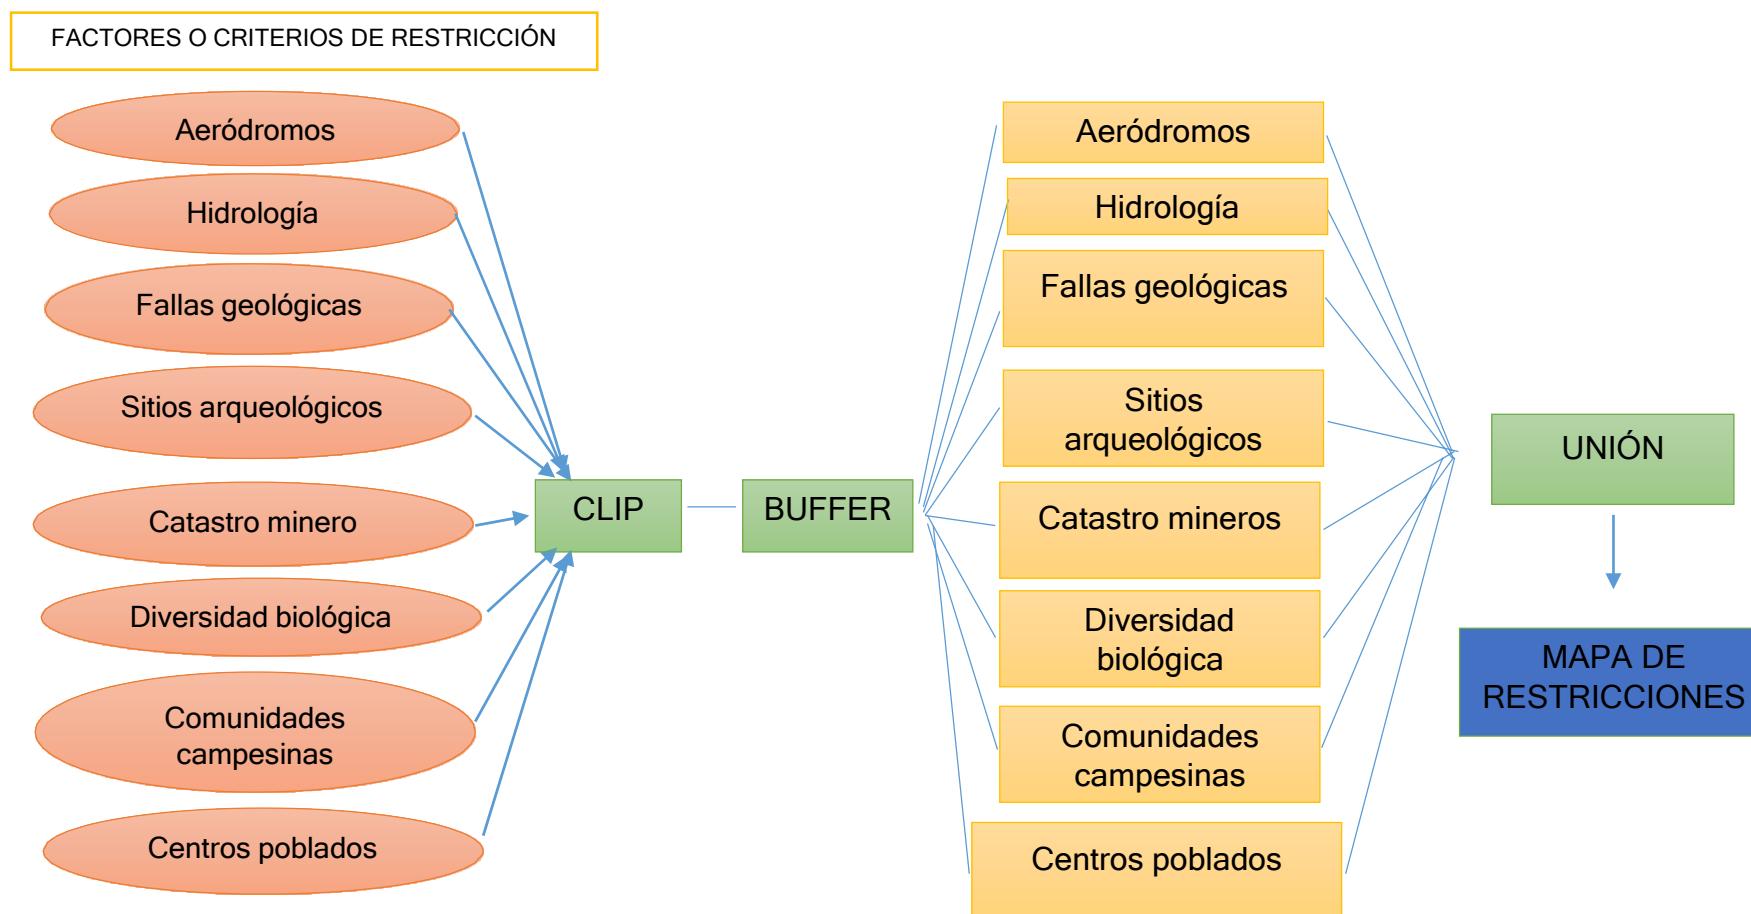 FACTORES O CRITERIOS DE RESTRICCIÓN
Aeródromos
Hidrología
Fallas geológicas
Sitios arqueológicos
Catastro minero
Diversidad biológica
Comunidades
campesinas
Centros poblados
CLIP
BUFFER
Aeródromos
Hidrología
Fallas geológicas
Sitios
arqueológicos
Catastro mineros
Diversidad
biológica
Comunidades
campesinas
Centros poblados
UNIÓN
MAPA DE
RESTRICCIONES